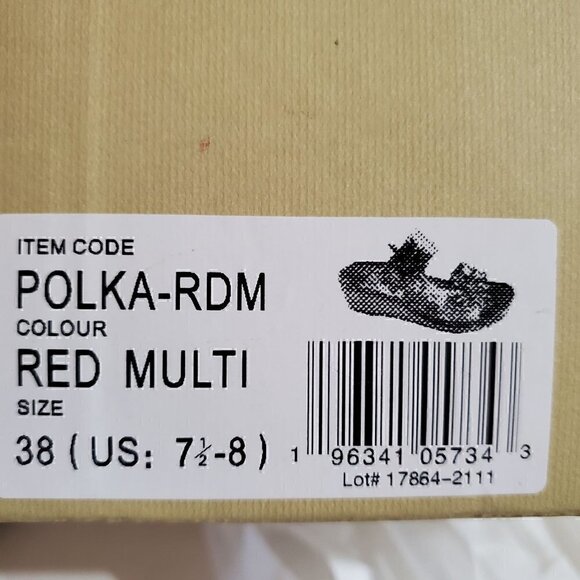 ITEM CODE
POLKA-RDM
COLOUR
RED MULTI
SIZE
38 ( US: 7½-8 )
1 96341 05734 3
Lot# 17864-2111